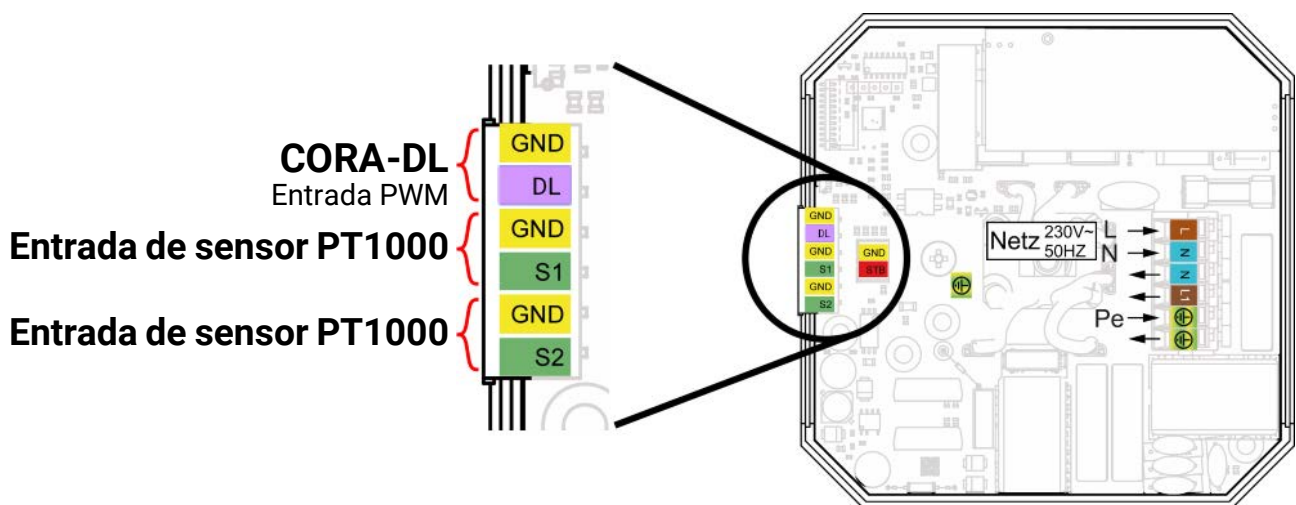 CORA-DL
Entrada PWM
Entrada de sensor PT1000
Entrada de sensor PT1000
GND
DL
GND
S1
GND
S2
GND
DL
GND
S1
GND
S2
GND
STB
Netz 230V~
50HZ
L
N
Pe
L
N
N
L1